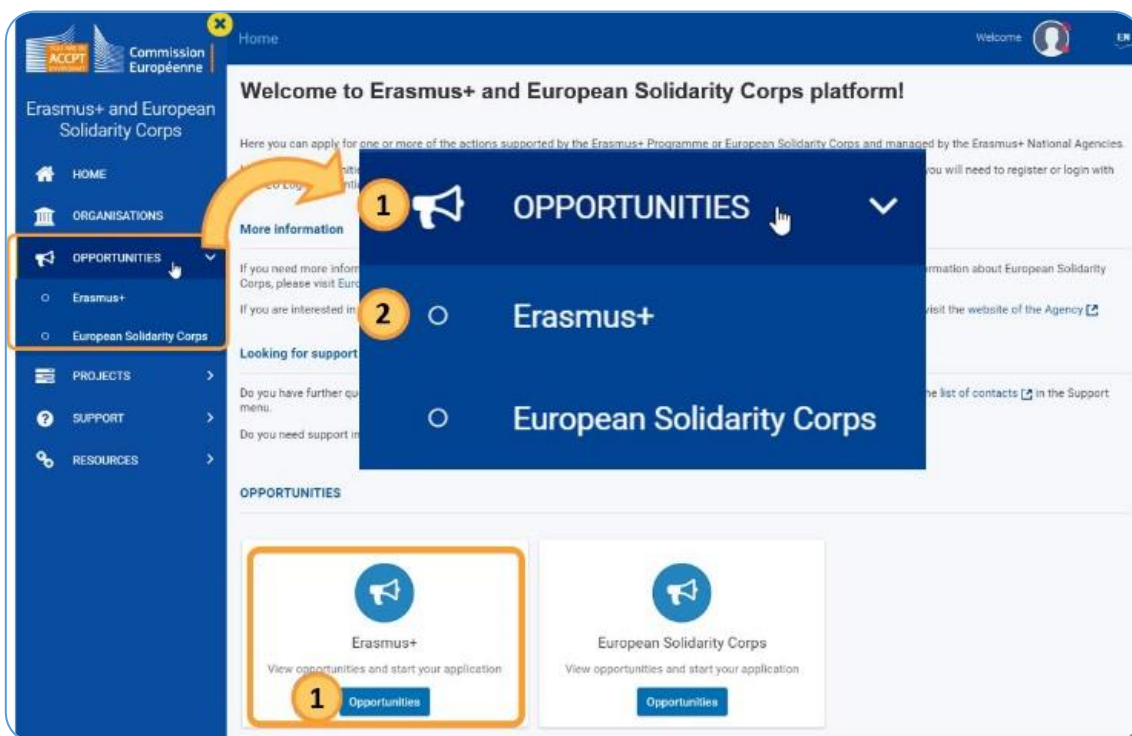 YOU ARE IN
ACCPT
ENVIRONMENT
Commission
Européenne
Erasmus+ and European
Solidarity Corps
HOME
ORGANISATIONS
OPPORTUNITIES
Erasmus+
European Solidarity Corps
PROJECTS
SUPPORT
RESOURCES
Home
Welcome
EN
Welcome to Erasmus+ and European Solidarity Corps platform!
Here you can apply for one or more of the actions supported by the Erasmus+ Programme or European Solidarity Corps and managed by the Erasmus+ National Agencies.
you will need to register or login with
More information
If you need more inform
rmation about European Solidarity
Corps, please visit Euro
If you are interested in
visit the website of the Agency
Looking for support
Do you have further qu
he list of contacts in the Support
menu.
Do you need support in
1 OPPORTUNITIES
2 Erasmus+
European Solidarity Corps
OPPORTUNITIES
Erasmus+
View opportunities and start your application
1 Opportunities
European Solidarity Corps
View opportunities and start your application
Opportunities